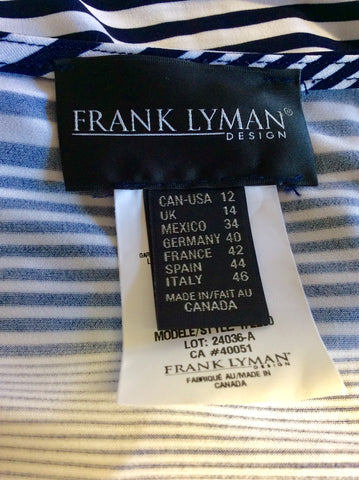 FRANK LYMAN®
DESIGN
CAN-USA 12
UK 14
MEXICO 34
GERMANY 40
FRANCE 42
SPAIN 44
ITALY 46
MADE IN/FAIT AU
CANADA
MODELE/STYLE
LOT: 24036-A
CA #40051
FRANK LYMAN
DESIGN
FABRIQUÉ AU/MADE IN
CANADA